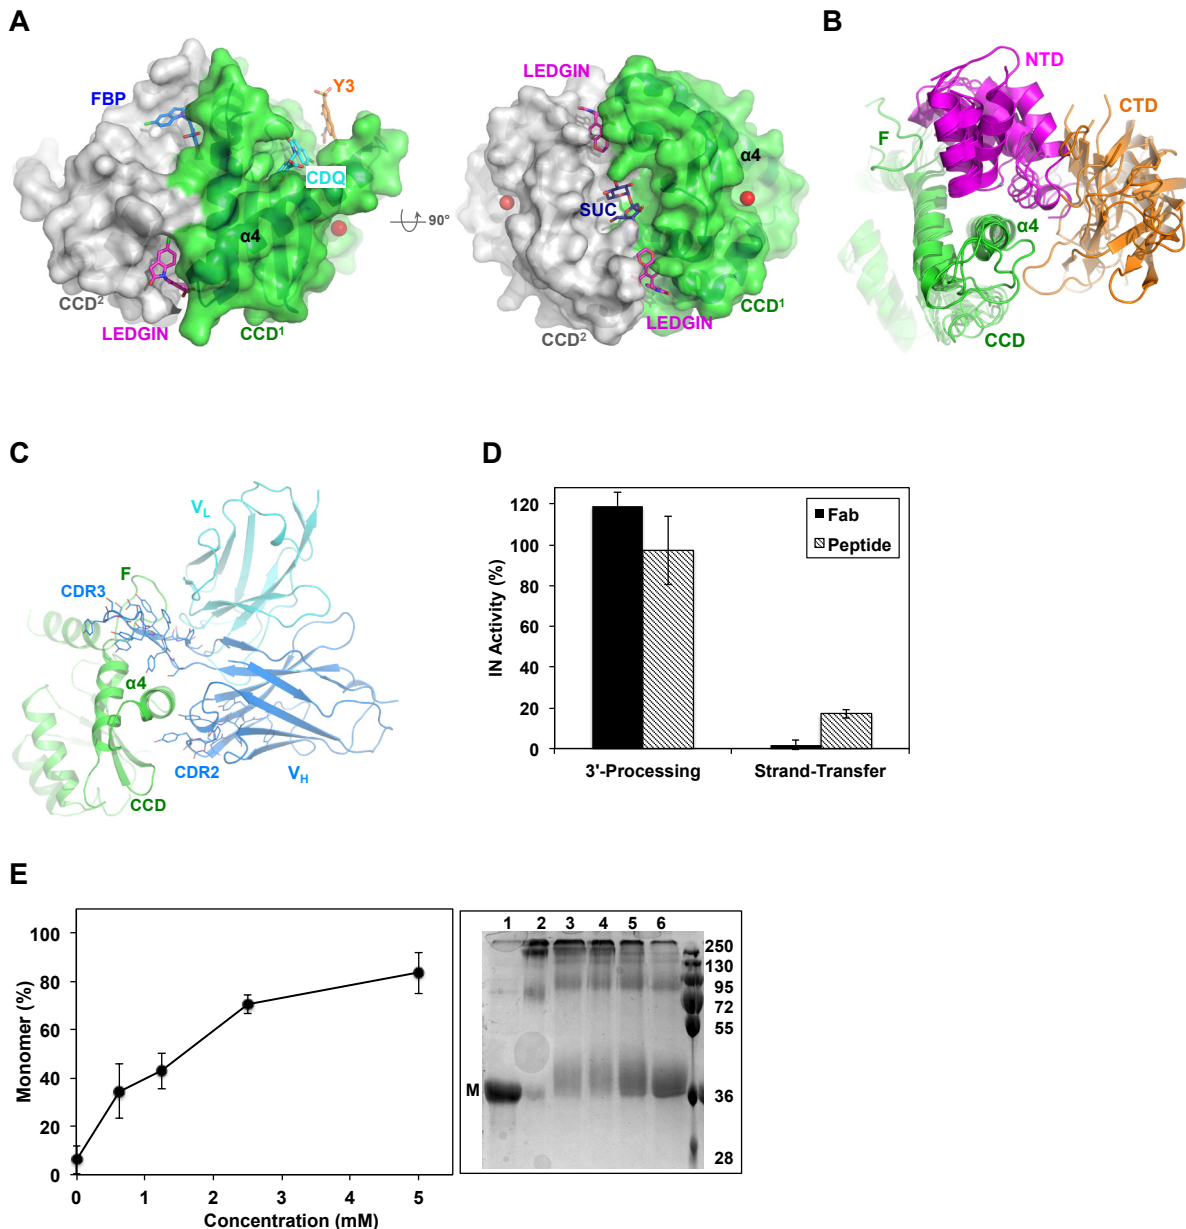 A
FBP
Y3
CDQ
α4
CCD²
LEDGIN
CCD¹
90°
LEDGIN
α4
SUC
LEDGIN
CCD¹
CCD²
B
NTD
CTD
F
α4
CCD
C
V_L
F
CDR3
α4
CDR2
V_H
CCD
D
IN Activity (%)
120
100
80
60
40
20
0
Fab
Peptide
3'-Processing
Strand-Transfer
E
Monomer (%)
100
80
60
40
20
0
0 1 2 3 4 5
Concentration (mM)
1 2 3 4 5 6
250
130
95
72
55
M
36
28